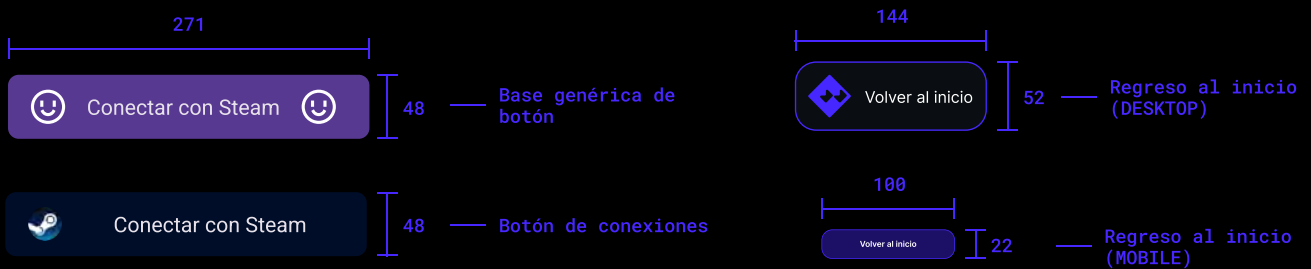 271
Conectar con Steam
48
Base genérica de
botón
144
Volver al inicio
52
Regreso al inicio
(DESKTOP)
Conectar con Steam
48
Botón de conexiones
100
Volver al inicio
22
Regreso al inicio
(MOBILE)